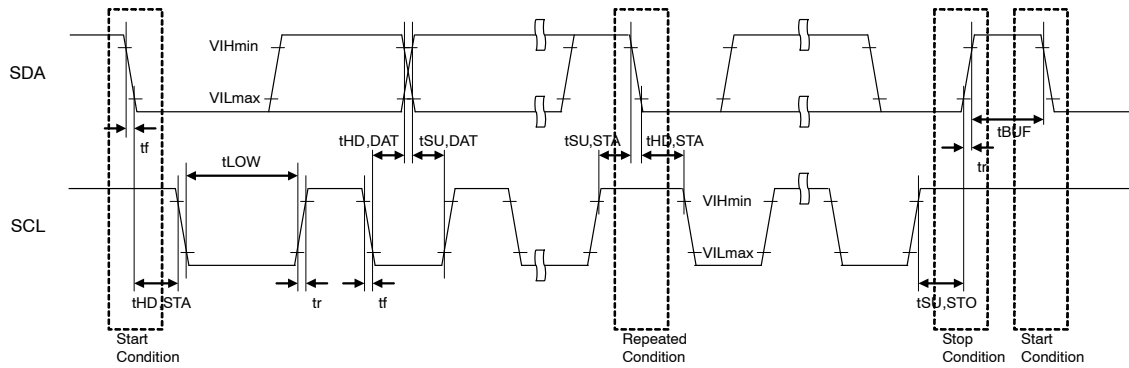 VIHmin
SDA
VILmax
tBUF
tHD,DAT
tSU,DAT
tSU,STA
tHD,STA
tf
tLOW
tr
VIHmin
SCL
VILmax
tHD,STA
tr
tf
tSU,STO
Start
Condition
Repeated
Condition
Stop
Condition
Start
Condition